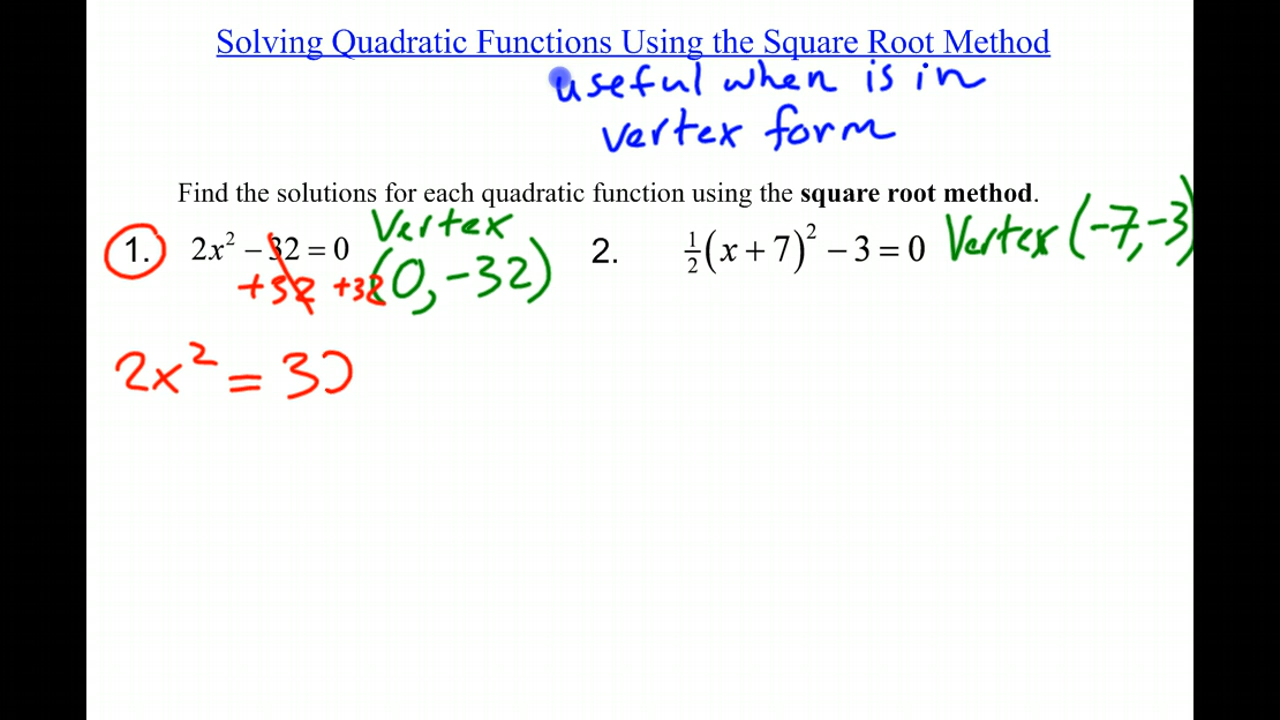 Solving Quadratic Functions Using the Square Root Method
useful when is in
vertex form
Find the solutions for each quadratic function using the square root method.
1. 2x² − 32 = 0 Vertex (0, −32)
+32 +32
2x² = 3
2. ½(x + 7)² − 3 = 0 Vertex (−7, −3)